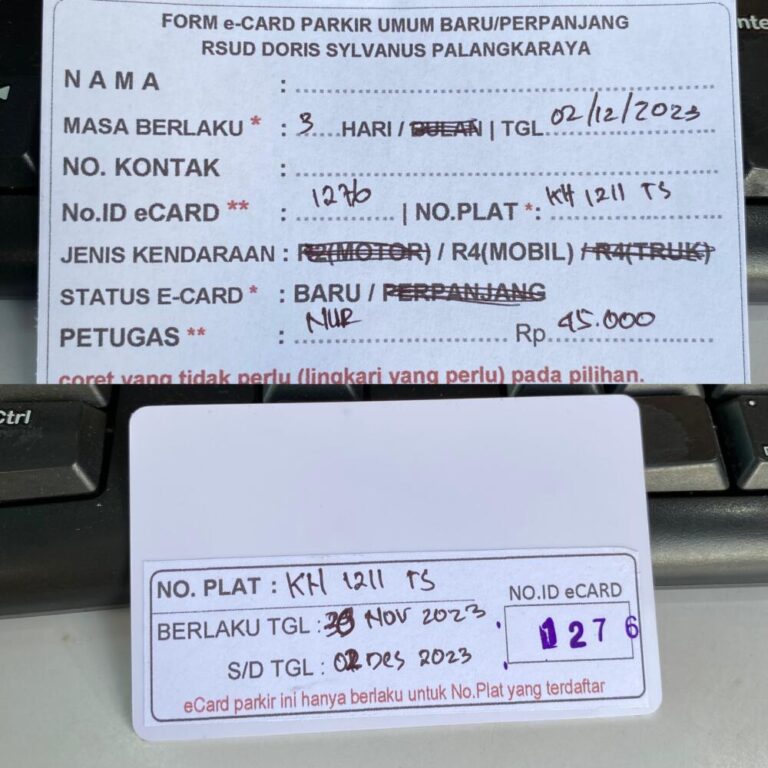 FORM e-CARD PARKIR UMUM BARU/PERPANJANG
RSUD DORIS SYLVANUS PALANGKARAYA
NAMA :
MASA BERLAKU * : 3 HARI / BULAN | TGL 02/12/2023
NO. KONTAK :
No.ID eCARD ** : 1276 | NO.PLAT *: KH 1211 TS
JENIS KENDARAAN : R2(MOTOR) / R4(MOBIL) / R4(TRUK)
STATUS E-CARD * : BARU / PERPANJANG
PETUGAS ** : NUR Rp 45.000
coret yang tidak perlu (lingkari yang perlu) pada pilihan.
Ctrl
NO. PLAT : KH 1211 TS
BERLAKU TGL : 30 NOV 2023
S/D TGL : 02 Des 2023
NO.ID eCARD
1276
eCard parkir ini hanya berlaku untuk No.Plat yang terdaftar